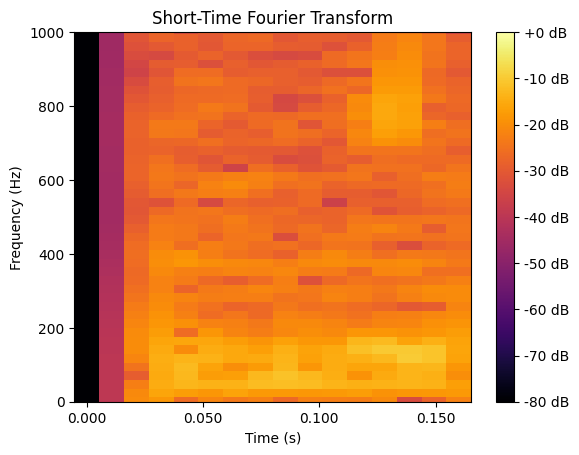 Short-Time Fourier Transform
Frequency (Hz)
1000
800
600
400
200
0
0.000
0.050
0.100
0.150
Time (s)
+0 dB
-10 dB
-20 dB
-30 dB
-40 dB
-50 dB
-60 dB
-70 dB
-80 dB